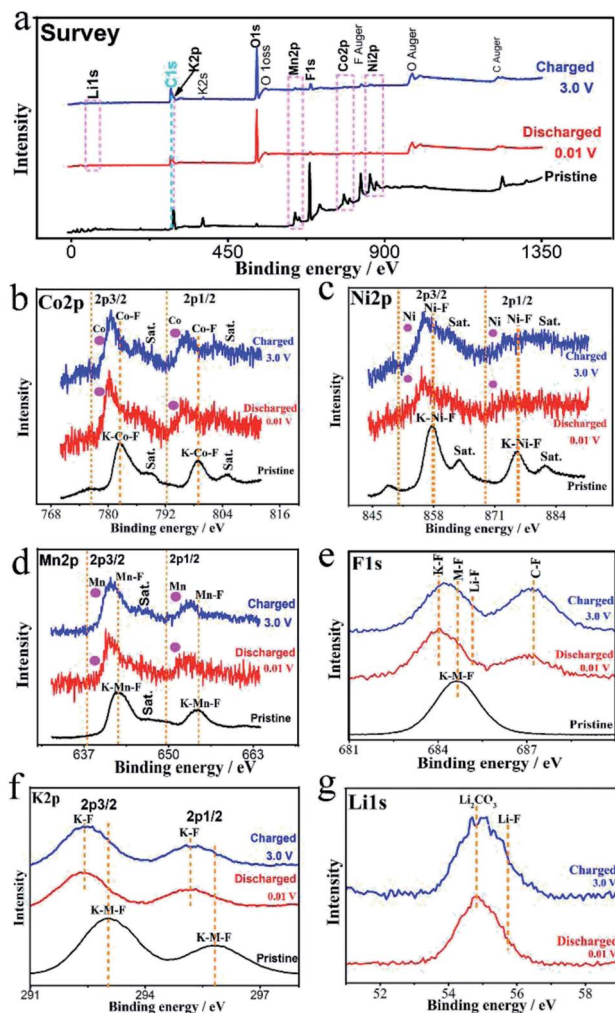 a
Survey
Li1s
C1s
K2p
K2s
O1s
O 1oss
Mn2p
F1s
Co2p
F Auger
Ni2p
O Auger
C Auger
Charged
3.0 V
Discharged
0.01 V
Pristine
Intensity
0 450 900 1350
Binding energy / eV
b
Co2p
2p3/2 2p1/2
Co Co-F Sat. Co Co-F Sat.
Charged
3.0 V
Discharged
0.01 V
K-Co-F Sat. K-Co-F Sat.
Pristine
Intensity
768 780 792 804 816
Binding energy / eV
c
Ni2p
2p3/2 2p1/2
Ni Ni-F Sat. Ni Ni-F Sat.
Charged
3.0 V
Discharged
0.01 V
K-Ni-F Sat. K-Ni-F Sat.
Pristine
Intensity
845 858 871 884
Binding energy / eV
d
Mn2p
2p3/2 2p1/2
Mn Mn-F Sat. Mn Mn-F
Charged
3.0 V
Discharged
0.01 V
K-Mn-F Sat. K-Mn-F
Pristine
Intensity
637 650 663
Binding energy / eV
e
F1s
K-F
M-F
Li-F
C-F
Charged
3.0 V
Discharged
0.01 V
K-M-F
Pristine
Intensity
681 684 687
Binding energy / eV
f
K2p
2p3/2 2p1/2
K-F K-F
Charged
3.0 V
Discharged
0.01 V
K-M-F K-M-F
Pristine
Intensity
291 294 297
Binding energy / eV
g
Li1s
Li₂CO₃
Li-F
Charged
3.0 V
Discharged
0.01 V
Intensity
52 54 56 58
Binding energy / eV